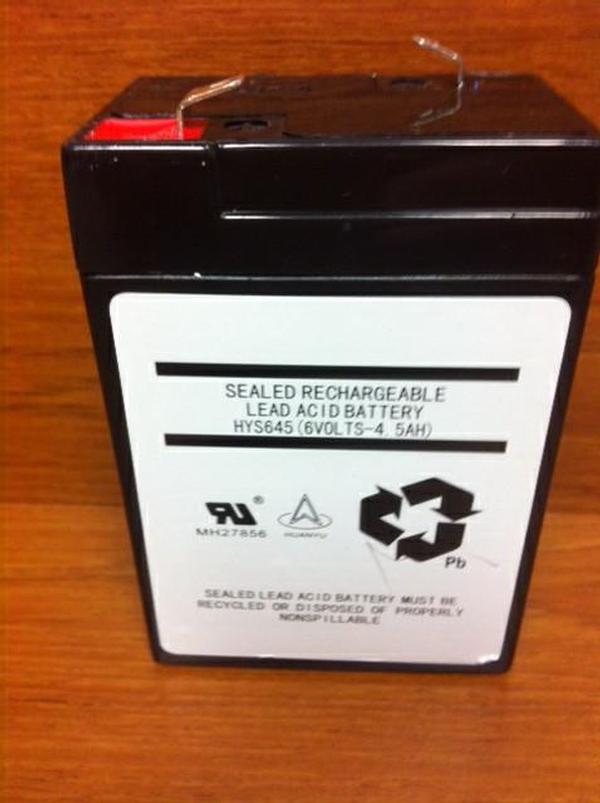 SEALED RECHARGEABLE
LEAD ACID BATTERY
HYS645(6VOLTS-4.5AH)
RU®
MH27856
HUANYU
Pb
SEALED LEAD ACID BATTERY MUST BE
RECYCLED OR DISPOSED OF PROPERLY
NONSPILLABLE